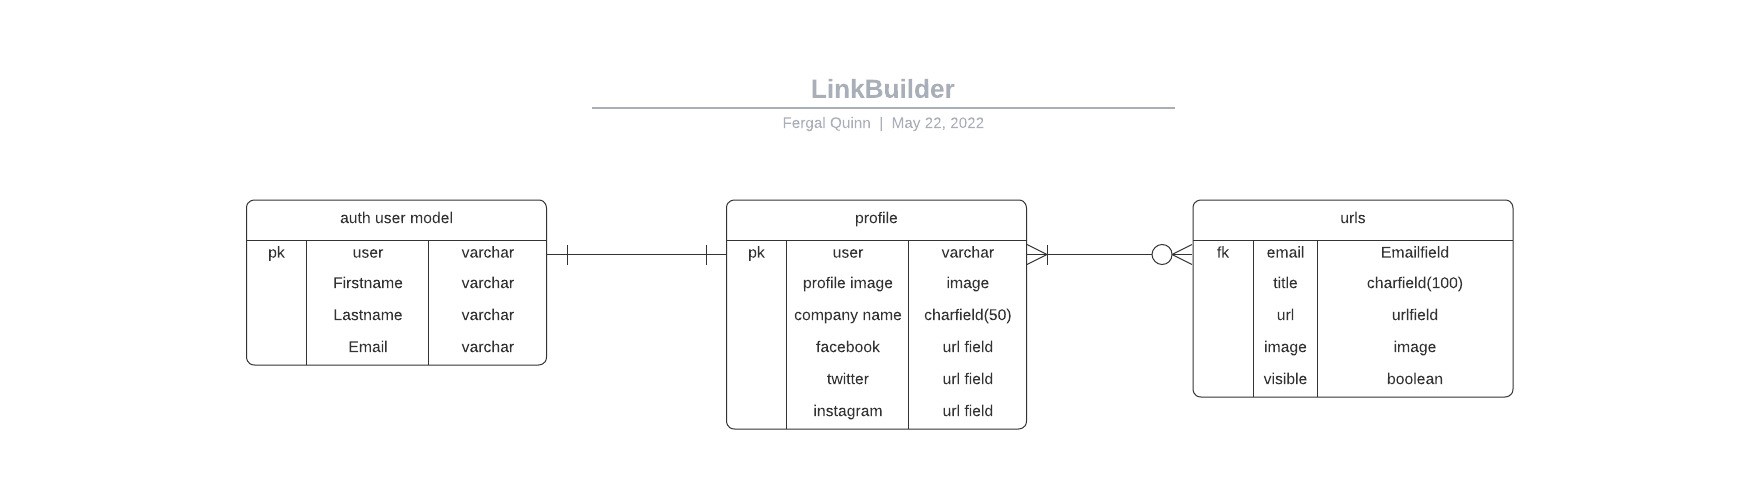 LinkBuilder
Fergal Quinn | May 22, 2022
auth user model
pk user varchar
Firstname varchar
Lastname varchar
Email varchar
profile
pk user varchar
profile image image
company name charfield(50)
facebook url field
twitter url field
instagram url field
urls
fk email Emailfield
title charfield(100)
url urlfield
image image
visible boolean